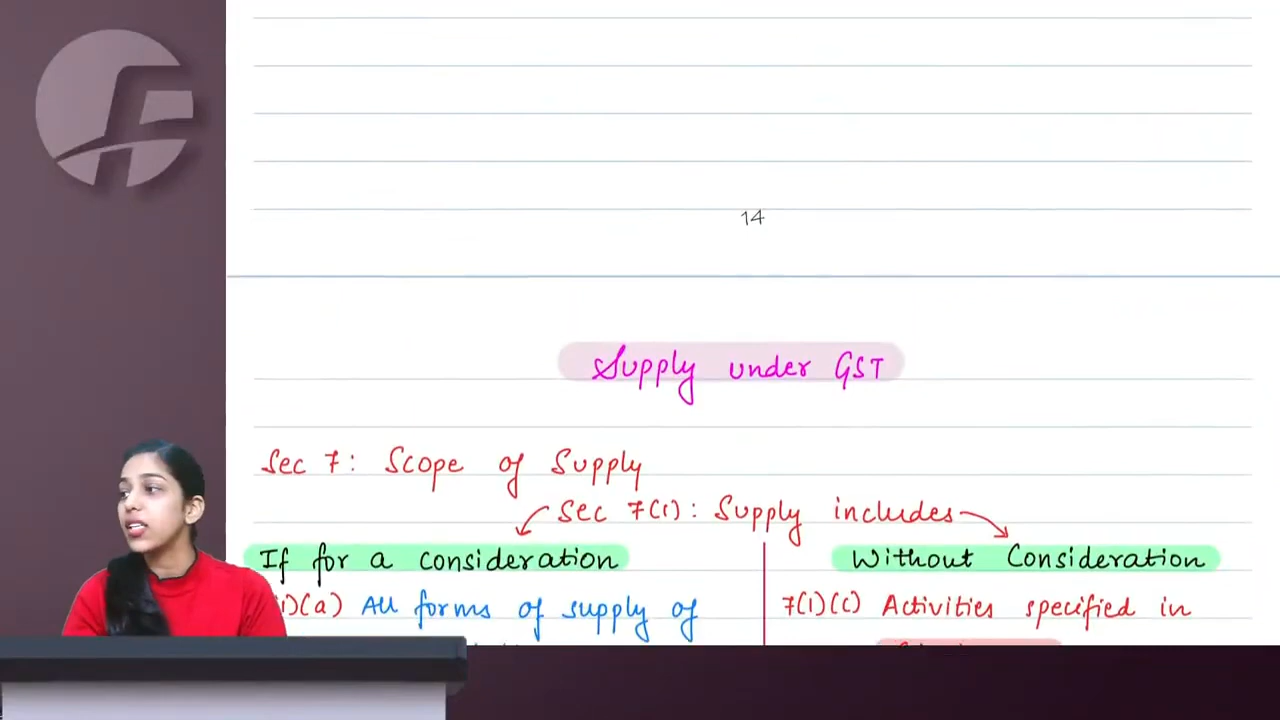 14
Supply under GST
Sec 7: Scope of Supply
Sec 7(1): Supply includes
If for a consideration
Without Consideration
1)(a) All forms of supply of
7(1)(c) Activities specified in